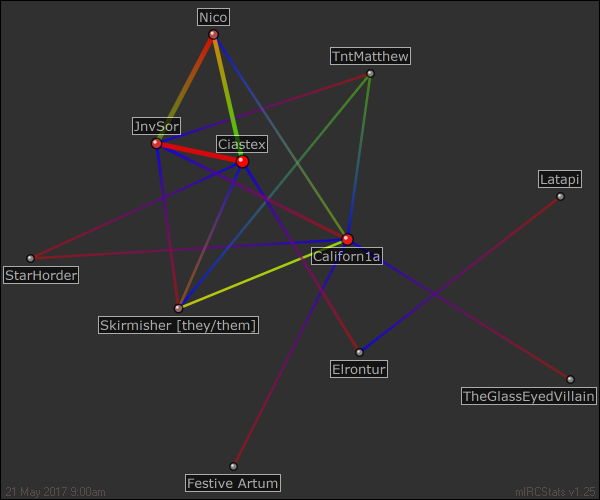 Nico
TntMatthew
JnvSor
Ciastex
Latapi
Californ1a
StarHorder
Skirmisher [they/them]
Elrontur
TheGlassEyedVillain
Festive Artum
21 May 2017 9:00am
mIRCStats v1.25